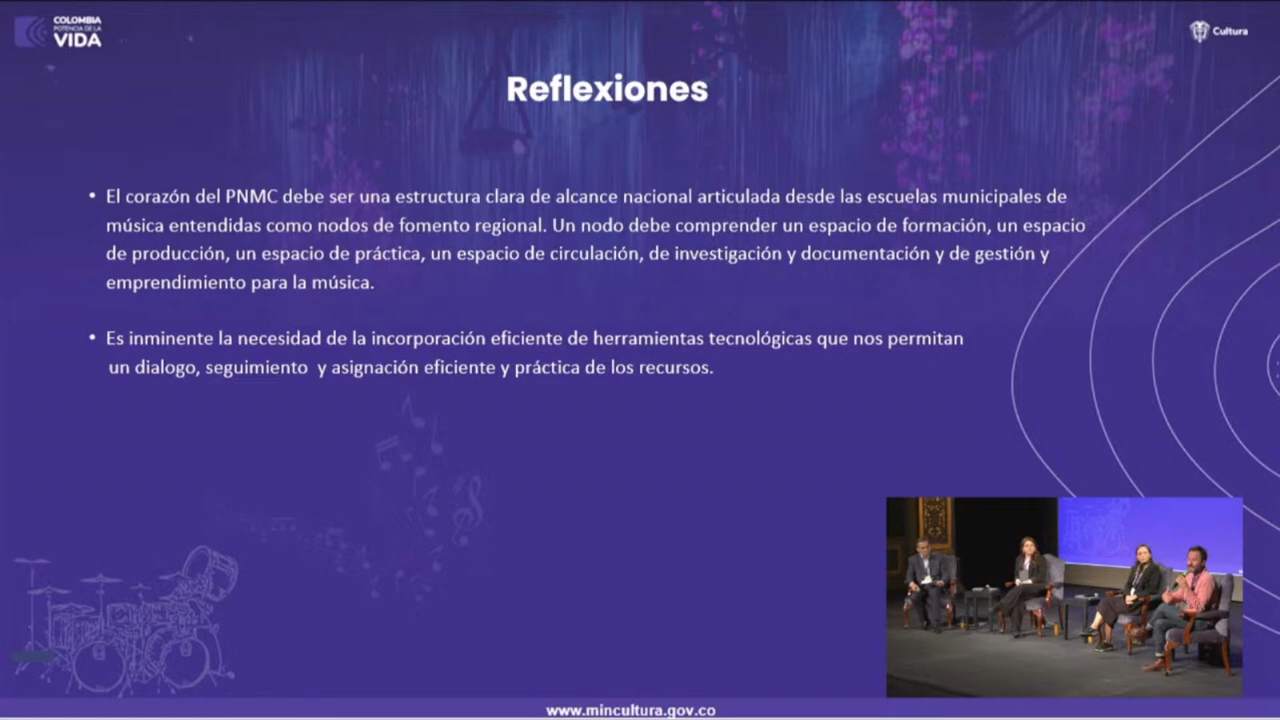 COLOMBIA
POTENCIA DE LA
VIDA
Cultura
Reflexiones
• El corazón del PNMC debe ser una estructura clara de alcance nacional articulada desde las escuelas municipales de
música entendidas como nodos de fomento regional. Un nodo debe comprender un espacio de formación, un espacio
de producción, un espacio de práctica, un espacio de circulación, de investigación y documentación y de gestión y
emprendimiento para la música.
• Es inminente la necesidad de la incorporación eficiente de herramientas tecnológicas que nos permitan
un dialogo, seguimiento y asignación eficiente y práctica de los recursos.
www.mincultura.gov.co